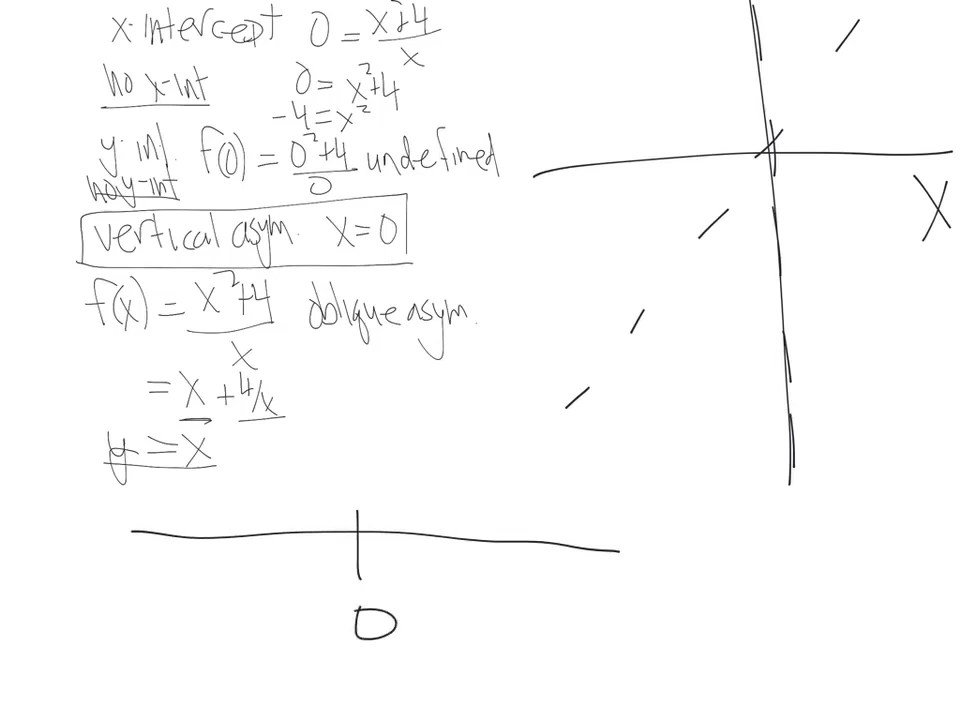 x-intercept 0 = x²+4/x
no x-int 0 = x²+4
-4 = x²
y-int. f(0) = 0²+4/0 undefined
no y-int
vertical asym. x=0
f(x) = x²+4/x oblique asym.
= x + 4/x
y = x
X
0